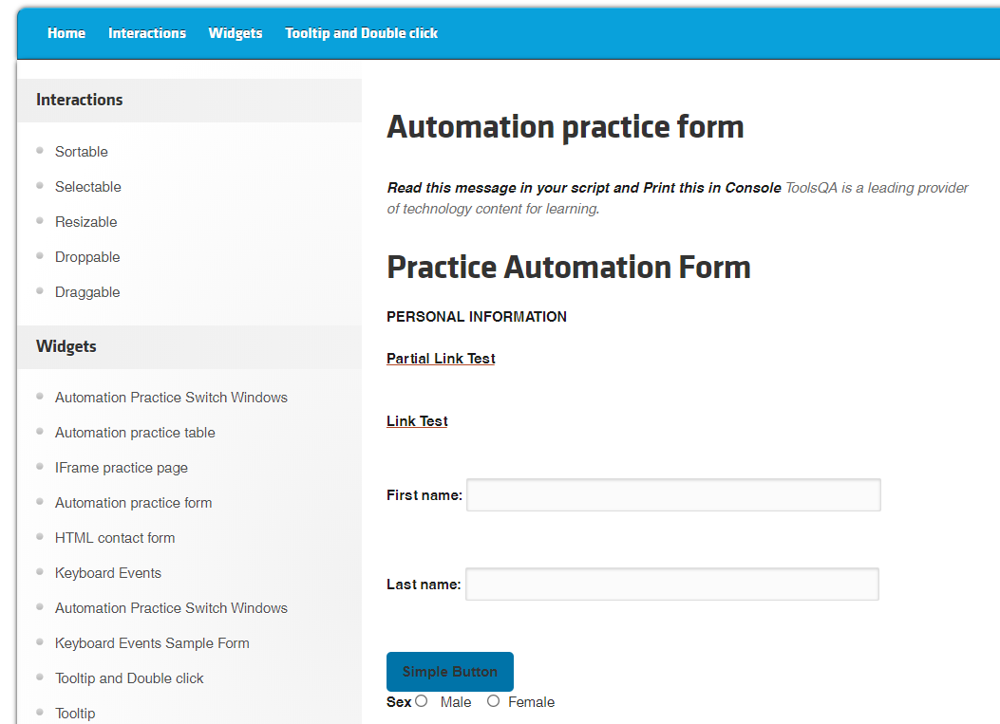 Home Interactions Widgets Tooltip and Double click
Interactions
Sortable
Selectable
Resizable
Droppable
Draggable
Widgets
Automation Practice Switch Windows
Automation practice table
IFrame practice page
Automation practice form
HTML contact form
Keyboard Events
Automation Practice Switch Windows
Keyboard Events Sample Form
Tooltip and Double click
Tooltip
Automation practice form
Read this message in your script and Print this in Console ToolsQA is a leading provider
of technology content for learning.
Practice Automation Form
PERSONAL INFORMATION
Partial Link Test
Link Test
First name:
Last name:
Simple Button
Sex Male Female